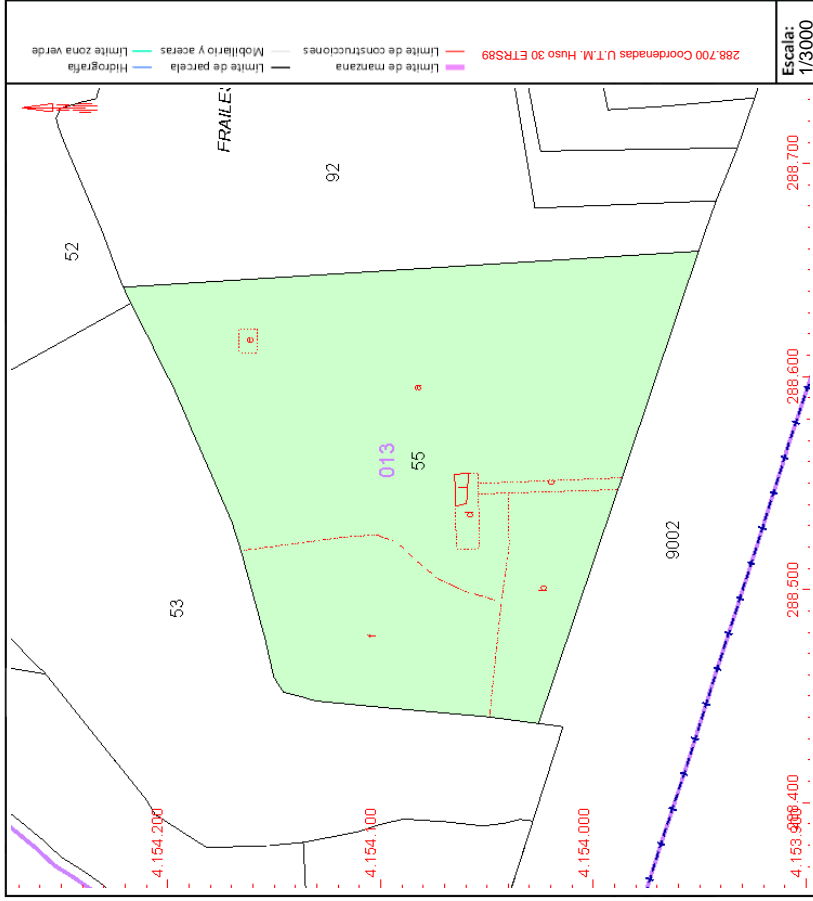 Escala:
1/3000
288.700 Coordenadas U.T.M. Huso 30 ETRS89
Límite de manzana
Límite de construcciones
Límite de parcela
Mobiliario y aceras
Hidrografía
Límite zona verde
52
92
53
013
55
9002
a
b
c
d
e
f
I
4.154.200
4.154.100
4.154.000
288.500
288.600
288.700